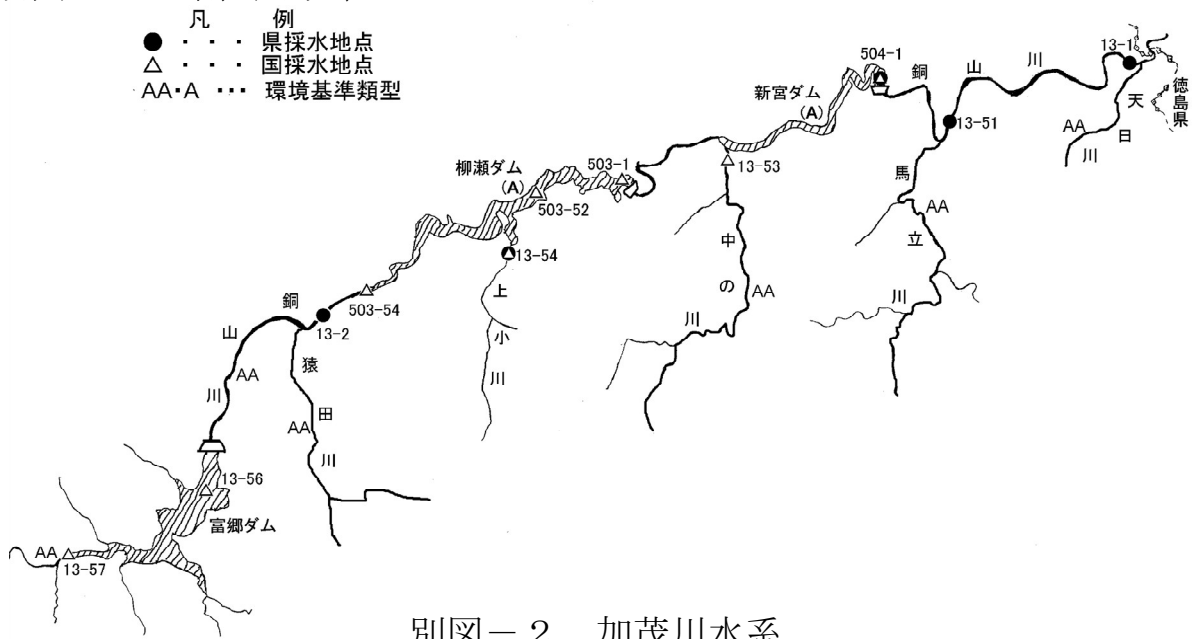 凡 例
● ・・・ 県採水地点
△ ・・・ 国採水地点
AA・A ・・・ 環境基準類型
504-1
銅山川
13-1
徳島県
新宮ダム
(A)
13-51
天日川
AA
柳瀬ダム
(A)
503-1
13-53
馬立川
AA
503-52
13-54
中の川
AA
上小川
503-54
銅山川
AA
13-2
猿田川
AA
13-56
富郷ダム
AA
13-57
別図-2 加茂川水系